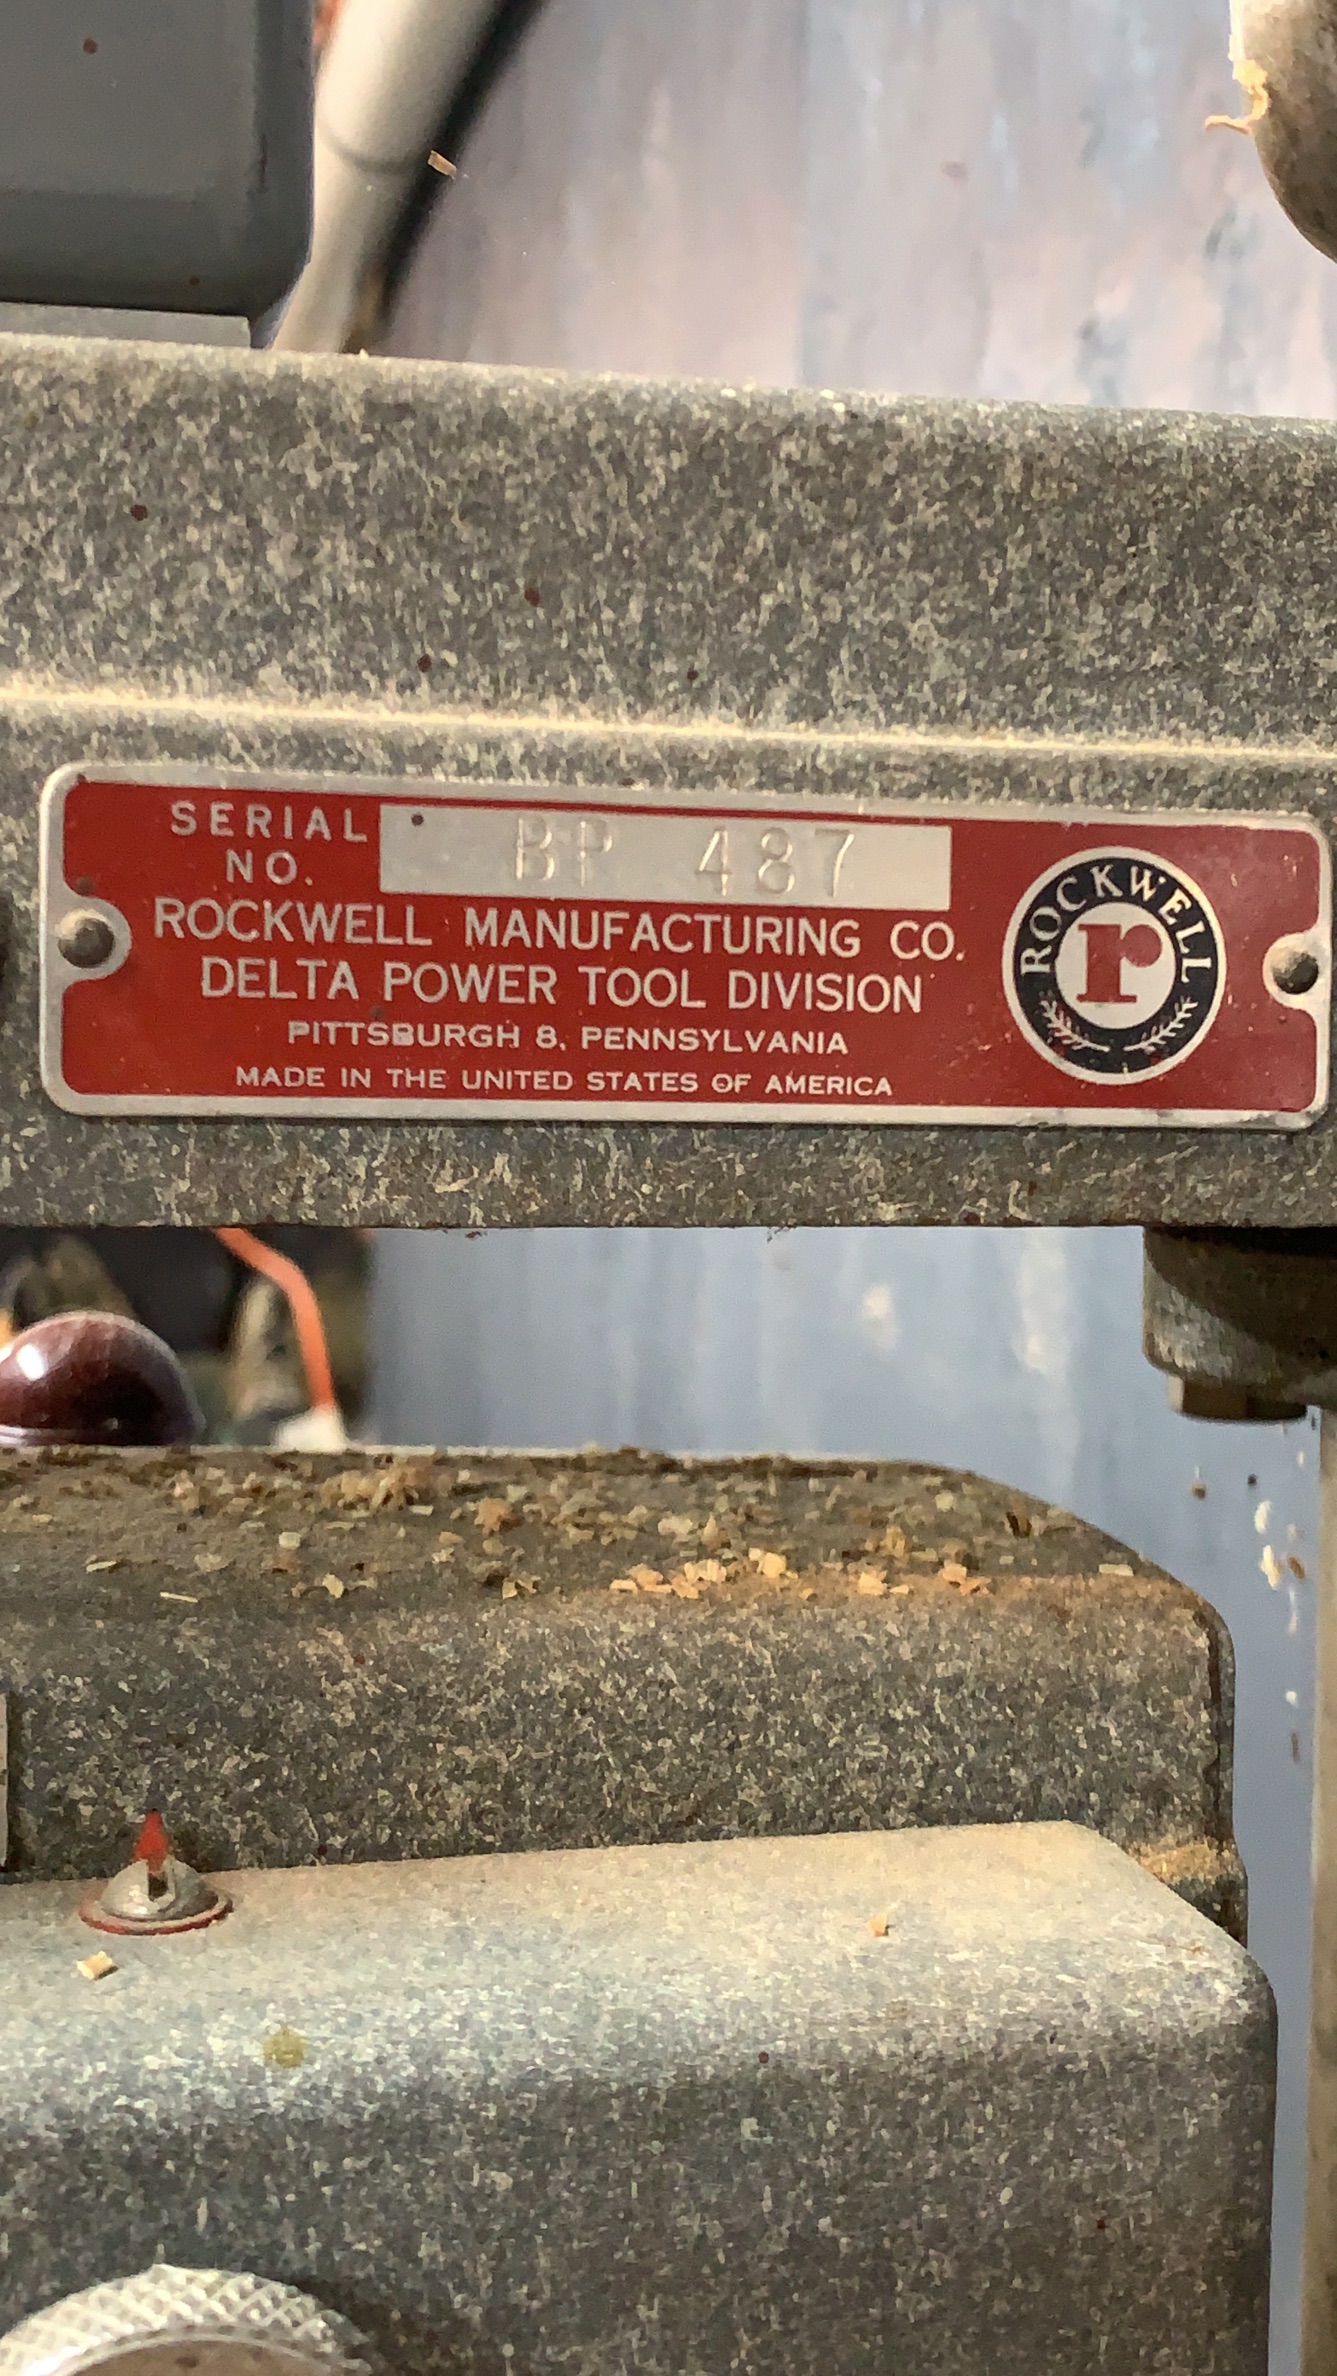 SERIAL NO. BP 487
ROCKWELL MANUFACTURING CO.
DELTA POWER TOOL DIVISION
PITTSBURGH 8, PENNSYLVANIA
MADE IN THE UNITED STATES OF AMERICA
ROCKWELL
r